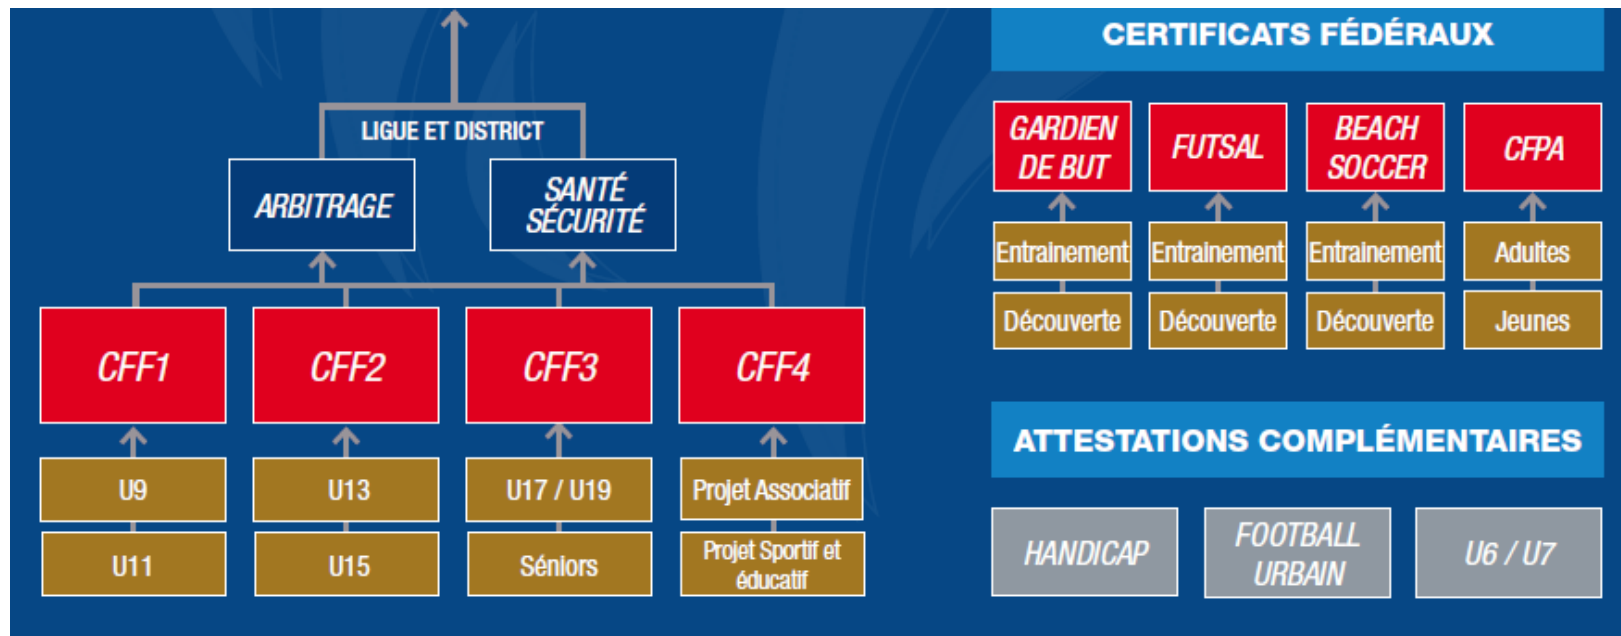 LIGUE ET DISTRICT
ARBITRAGE
SANTÉ
SÉCURITÉ
CFF1
CFF2
CFF3
CFF4
U9
U13
U17 / U19
Projet Associatif
U11
U15
Séniors
Projet Sportif et
éducatif
CERTIFICATS FÉDÉRAUX
GARDIEN
DE BUT
FUTSAL
BEACH
SOCCER
CFPA
Entrainement
Entrainement
Entrainement
Adultes
Découverte
Découverte
Découverte
Jeunes
ATTESTATIONS COMPLÉMENTAIRES
HANDICAP
FOOTBALL
URBAIN
U6 / U7